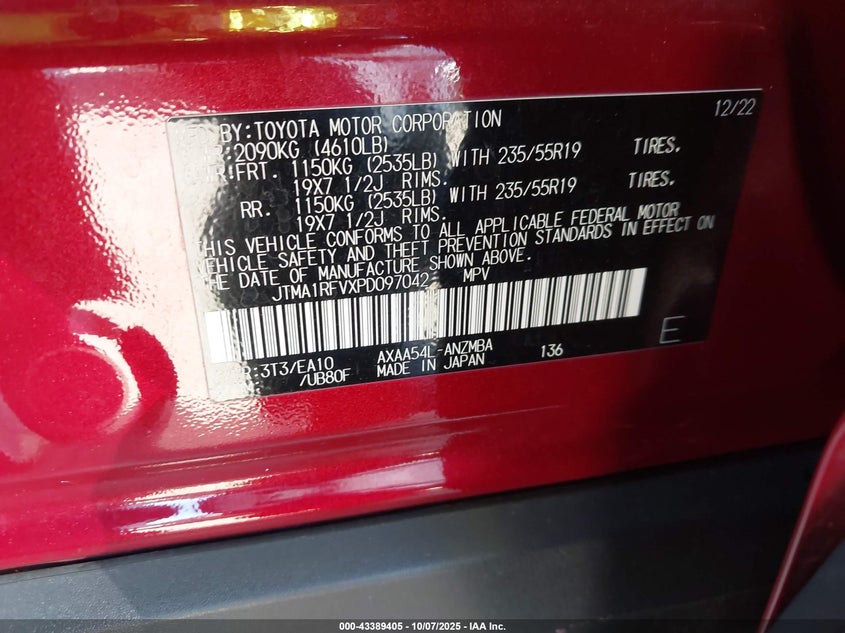 12/22
BY:TOYOTA MOTOR CORPORATION
2090KG (4610LB)
FRT. 1150KG (2535LB) WITH 235/55R19 TIRES.
19X7 1/2J RIMS.
RR. 1150KG (2535LB) WITH 235/55R19 TIRES.
19X7 1/2J RIMS.
THIS VEHICLE CONFORMS TO ALL APPLICABLE FEDERAL MOTOR
VEHICLE SAFETY AND THEFT PREVENTION STANDARDS IN EFFECT ON
THE DATE OF MANUFACTURE SHOWN ABOVE.
JTMA1RFVXPD097042 MPV
:3T3/EA10 AXAA54L-ANZMBA 136 E
/UB80F MADE IN JAPAN
000-43389405 - 10/07/2025 - IAA Inc.